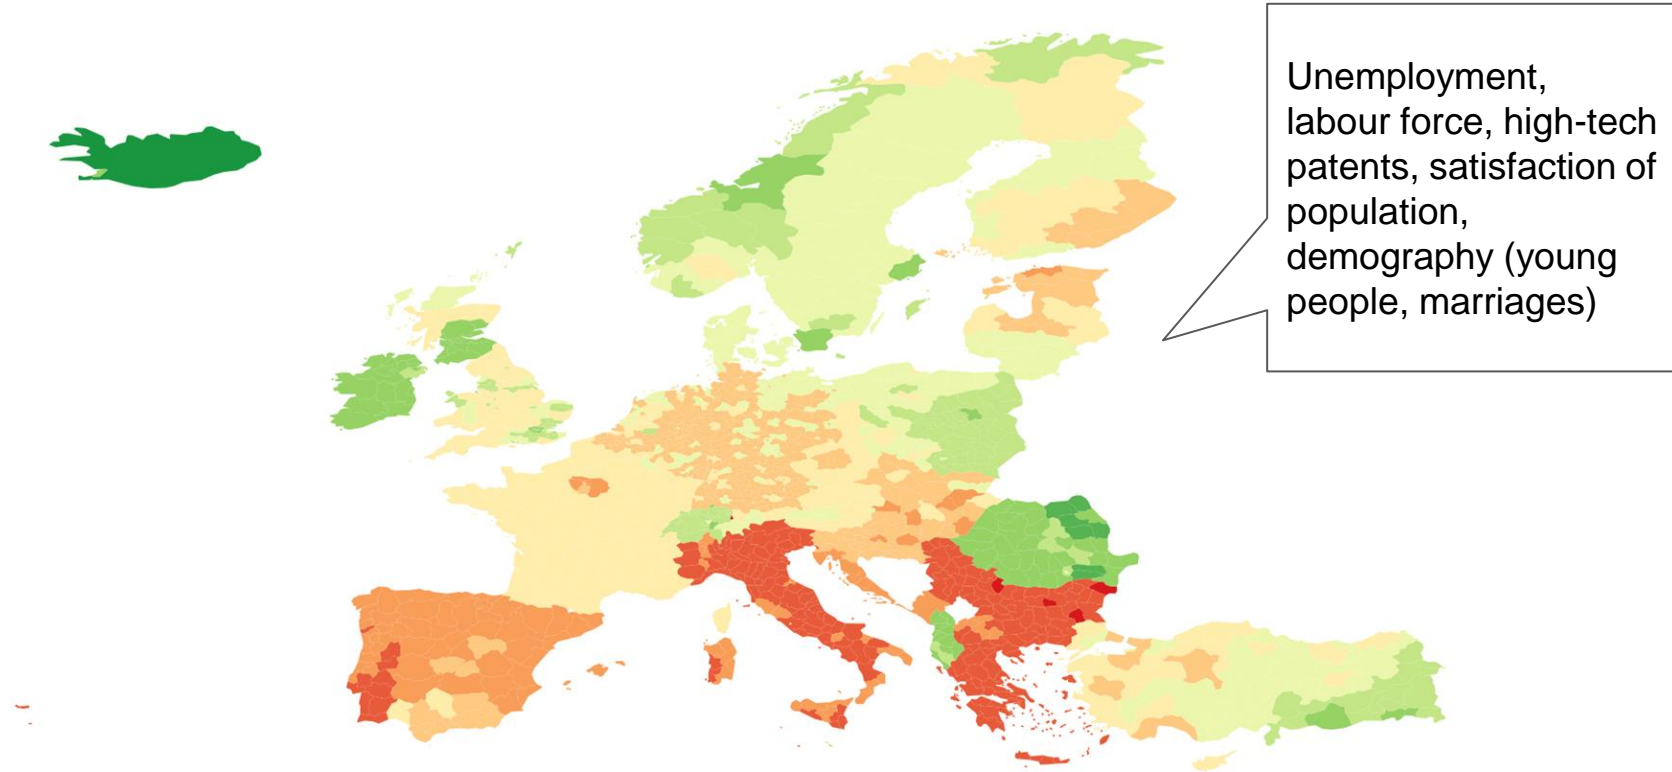 Unemployment,
labour force, high-tech
patents, satisfaction of
population,
demography (young
people, marriages)